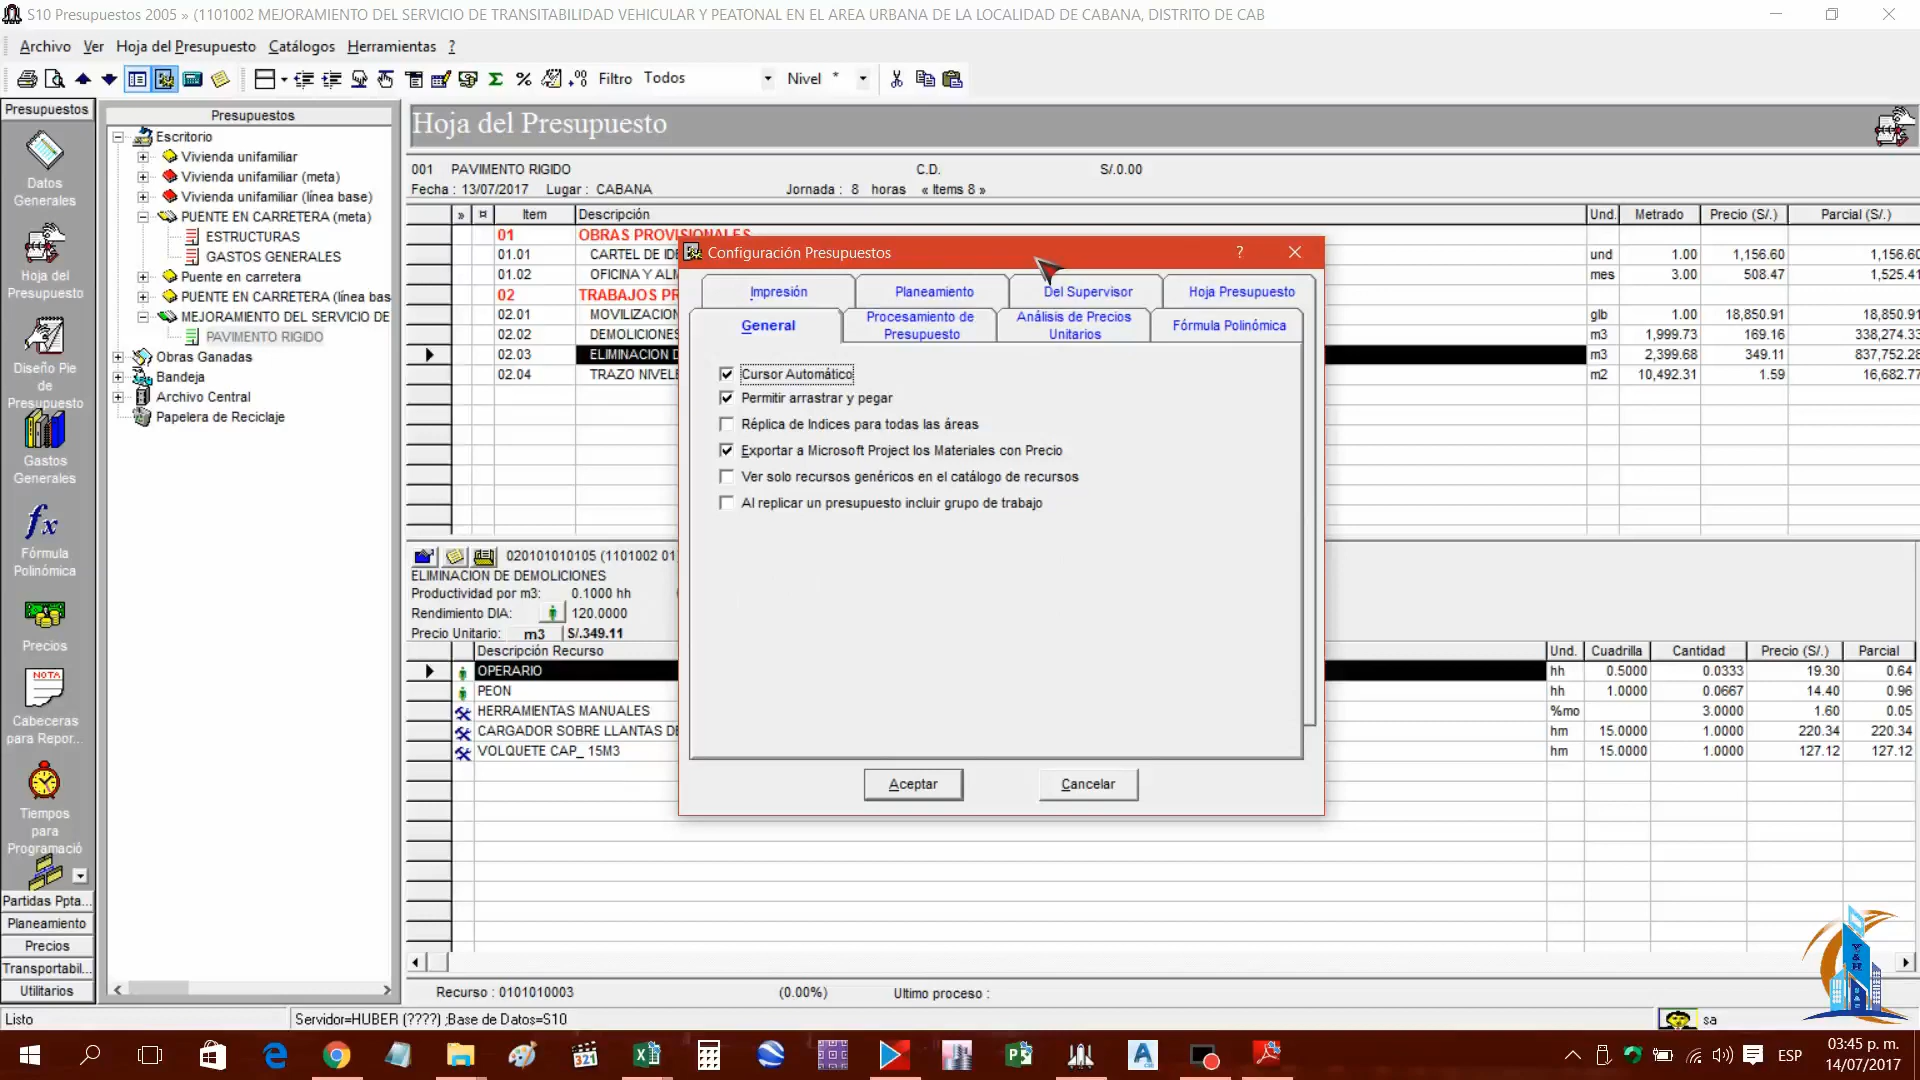 S10 Presupuestos 2005 » (1101002 MEJORAMIENTO DEL SERVICIO DE TRANSITABILIDAD VEHICULAR Y PEATONAL EN EL AREA URBANA DE LA LOCALIDAD DE CABANA, DISTRITO DE CAB
Archivo Ver Hoja del Presupuesto Catálogos Herramientas ?
Filtro Todos Nivel *
Presupuestos
Datos Generales
Hoja del Presupuesto
Diseño Pie de Presupuesto
Gastos Generales
Fórmula Polinómica
Precios
NOTA
Cabeceras para Repor...
Tiempos para Programació
Partidas Ppta...
Planeamiento
Precios
Transportabil...
Utilitarios
Presupuestos
Escritorio
Vivienda unifamiliar
Vivienda unifamiliar (meta)
Vivienda unifamiliar (línea base)
PUENTE EN CARRETERA (meta)
ESTRUCTURAS
GASTOS GENERALES
Puente en carretera
PUENTE EN CARRETERA (línea bas
MEJORAMIENTO DEL SERVICIO DE
PAVIMENTO RIGIDO
Obras Ganadas
Bandeja
Archivo Central
Papelera de Reciclaje
Hoja del Presupuesto
001 PAVIMENTO RIGIDO C.D. S/.0.00
Fecha : 13/07/2017 Lugar : CABANA Jornada : 8 horas « Items 8 »
» ¤ Item Descripción Und. Metrado Precio (S/.) Parcial (S/.)
01 OBRAS PROVISIONALES
01.01 CARTEL DE IDE und 1.00 1,156.60 1,156.60
01.02 OFICINA Y ALM mes 3.00 508.47 1,525.41
02 TRABAJOS PR
02.01 MOVILIZACION glb 1.00 18,850.91 18,850.91
02.02 DEMOLICIONES m3 1,999.73 169.16 338,274.33
02.03 ELIMINACION D m3 2,399.68 349.11 837,752.28
02.04 TRAZO NIVELE m2 10,492.31 1.59 16,682.77
Configuración Presupuestos ?
Impresión Planeamiento Del Supervisor Hoja Presupuesto
General Procesamiento de Presupuesto Análisis de Precios Unitarios Fórmula Polinómica
Cursor Automático
Permitir arrastrar y pegar
Réplica de Indices para todas las áreas
Exportar a Microsoft Project los Materiales con Precio
Ver solo recursos genéricos en el catálogo de recursos
Al replicar un presupuesto incluir grupo de trabajo
Aceptar Cancelar
020101010105 (1101002 01)
ELIMINACION DE DEMOLICIONES
Productividad por m3: 0.1000 hh
Rendimiento DIA: 120.0000
Precio Unitario: m3 S/.349.11
Descripción Recurso Und. Cuadrilla Cantidad Precio (S/.) Parcial
OPERARIO hh 0.5000 0.0333 19.30 0.64
PEON hh 1.0000 0.0667 14.40 0.96
HERRAMIENTAS MANUALES %mo 3.0000 1.60 0.05
CARGADOR SOBRE LLANTAS DE hm 15.0000 1.0000 220.34 220.34
VOLQUETE CAP_ 15M3 hm 15.0000 1.0000 127.12 127.12
Recurso : 0101010003 (0.00%) Ultimo proceso :
Listo Servidor=HUBER (????) ;Base de Datos=S10 sa
ESP
03:45 p. m.
14/07/2017